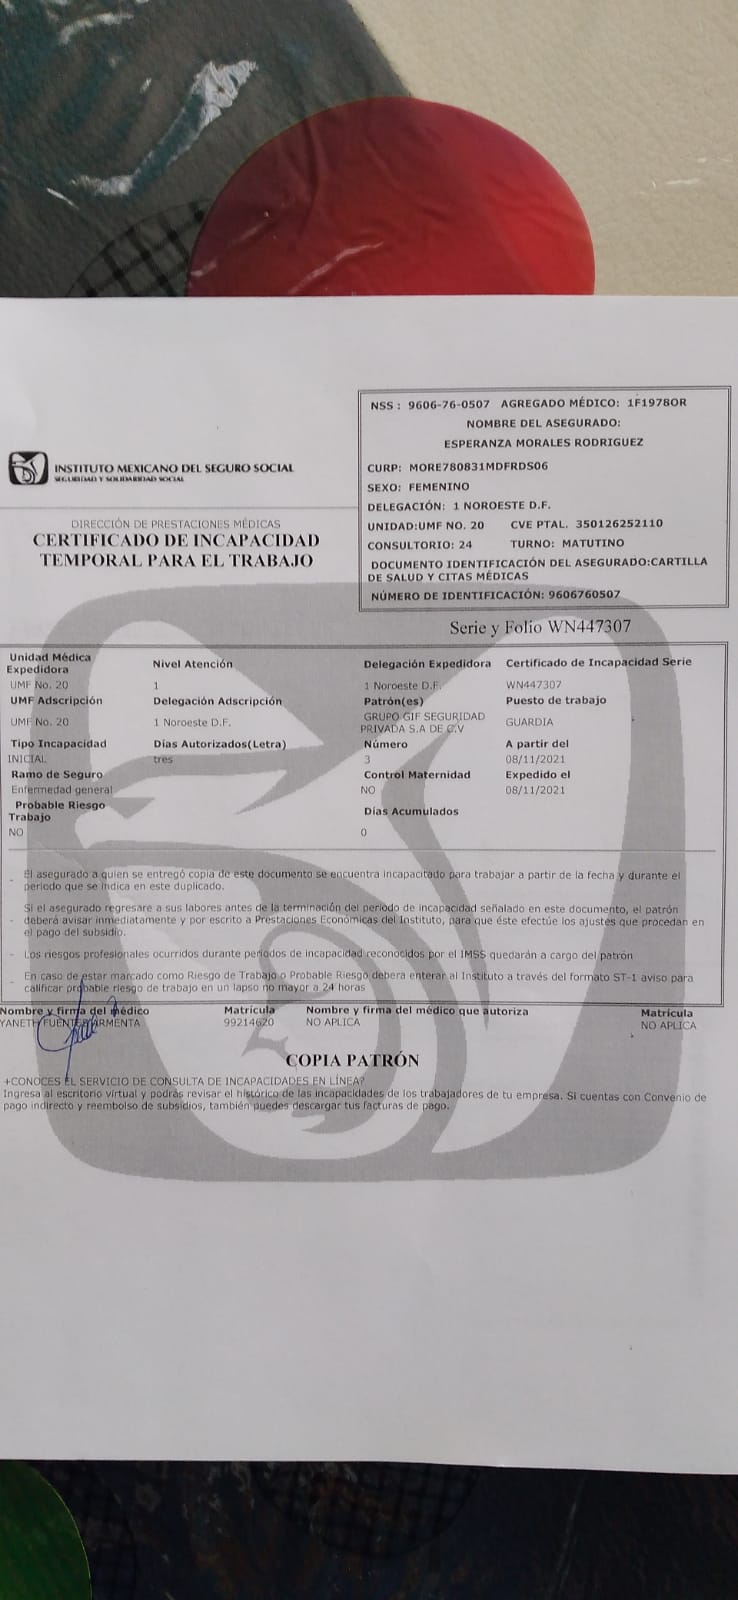 NSS : 9606-76-0507 AGREGADO MÉDICO: 1F1978OR
NOMBRE DEL ASEGURADO:
ESPERANZA MORALES RODRIGUEZ
CURP: MORE780831MDFRDS06
SEXO: FEMENINO
DELEGACIÓN: 1 NOROESTE D.F.
UNIDAD:UMF NO. 20 CVE PTAL. 350126252110
CONSULTORIO: 24 TURNO: MATUTINO
DOCUMENTO IDENTIFICACIÓN DEL ASEGURADO:CARTILLA
DE SALUD Y CITAS MÉDICAS
NÚMERO DE IDENTIFICACIÓN: 9606760507
INSTITUTO MEXICANO DEL SEGURO SOCIAL
SEGURIDAD Y SOLIDARIDAD SOCIAL
DIRECCIÓN DE PRESTACIONES MÉDICAS
CERTIFICADO DE INCAPACIDAD
TEMPORAL PARA EL TRABAJO
Serie y Folio WN447307
Unidad Médica
Expedidora Nivel Atención Delegación Expedidora Certificado de Incapacidad Serie
UMF No. 20 1 1 Noroeste D.F. WN447307
UMF Adscripción Delegación Adscripción Patrón(es) Puesto de trabajo
UMF No. 20 1 Noroeste D.F. GRUPO GIF SEGURIDAD
PRIVADA S.A DE C.V GUARDIA
Tipo Incapacidad Días Autorizados(Letra) Número A partir del
INICIAL tres 3 08/11/2021
Ramo de Seguro Control Maternidad Expedido el
Enfermedad general NO 08/11/2021
Probable Riesgo
Trabajo Días Acumulados
NO 0
- El asegurado a quien se entregó copia de este documento se encuentra incapacitado para trabajar a partir de la fecha y durante el
periodo que se indica en este duplicado.
Si el asegurado regresare a sus labores antes de la terminación del periodo de incapacidad señalado en este documento, el patrón
- deberá avisar inmediatamente y por escrito a Prestaciones Económicas del Instituto, para que éste efectúe los ajustes que procedan en
el pago del subsidio.
- Los riesgos profesionales ocurridos durante periodos de incapacidad reconocidos por el IMSS quedarán a cargo del patrón
- En caso de estar marcado como Riesgo de Trabajo o Probable Riesgo debera enterar al Instituto a través del formato ST-1 aviso para
calificar probable riesgo de trabajo en un lapso no mayor a 24 horas
Nombre y firma del médico Matrícula Nombre y firma del médico que autoriza Matrícula
YANETH ARMENTA 99214620 NO APLICA NO APLICA
COPIA PATRÓN
+CONOCES EL SERVICIO DE CONSULTA DE INCAPACIDADES EN LÍNEA?
Ingresa al escritorio virtual y podrás revisar el histórico de las incapacidades de los trabajadores de tu empresa. Si cuentas con Convenio de
pago indirecto y reembolso de subsidios, también puedes descargar tus facturas de pago.